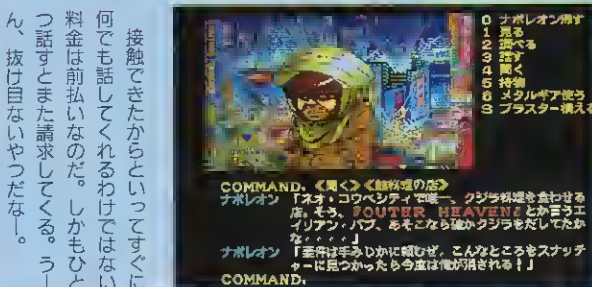 接触できたからといってすぐに
何でも話してくれるわけではない
料金は前払いなのだ。しかもひと
つ話すとまた請求してくる。うー
ん、抜け目ないやつだなー。
0 ナポレオン帰す
1 見る
2 調べる
3 話す
4 聞く
5 持物
6 メタルギア使う
S ブラスター構える
COMMAND, 《聞く》《鯨料理の店》
ナポレオン 「ネオ・コウベシティで唯一、クジラ料理を食わせる
店。そう、『OUTER HEAVEN』とか言うエ
イリアン・パブ、あそこなら確かクジラをだしてたか
な・・・・」
ナポレオン 「要件は手みじかに頼むぜ、こんなところをスナッチ
ャーに見つかったら今度は俺が消される！」
COMMAND,